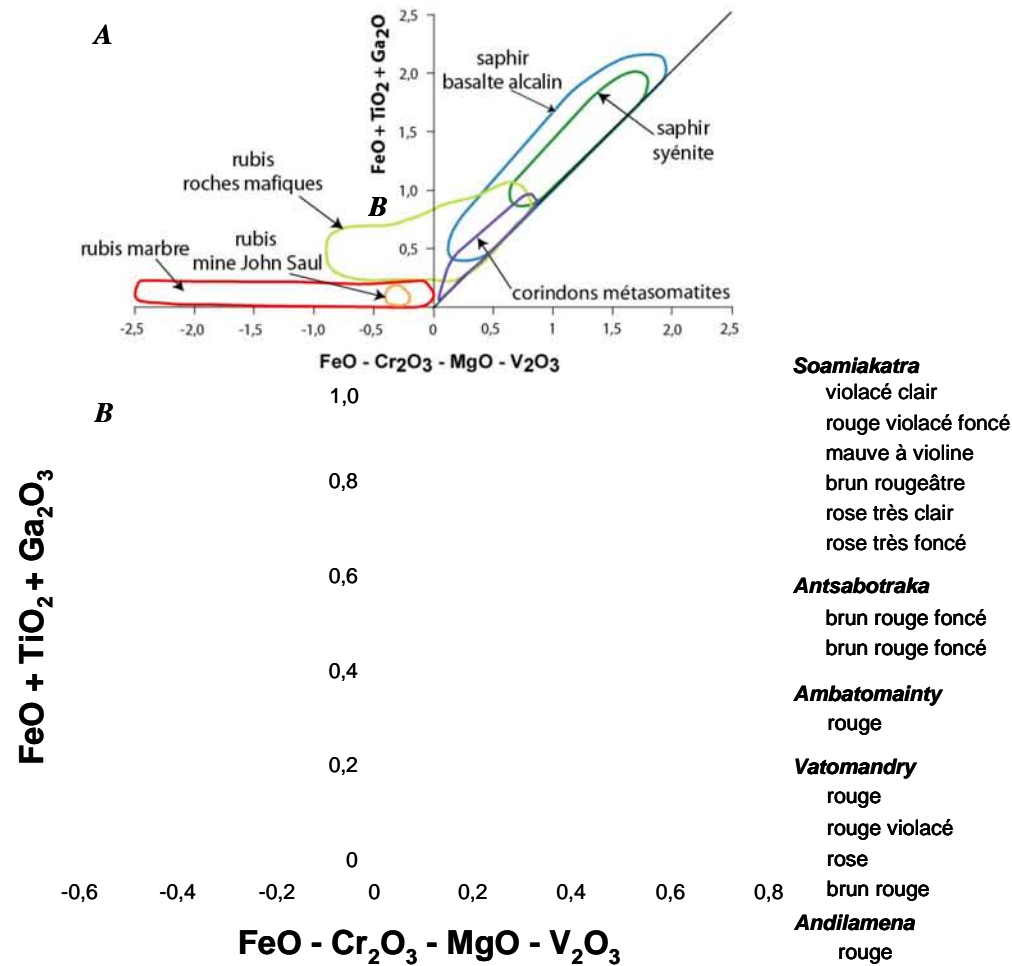 A
FeO + TiO2 + Ga2O
2,5
2,0
1,5
1,0
0,5
saphir
basalte alcalin
saphir
syénite
rubis
roches mafiques
B
rubis marbre
rubis
mine John Saul
corindons métasomatites
-2,5 -2,0 -1,5 -1,0 -0,5 0 0,5 1 1,5 2,0 2,5
FeO - Cr2O3 - MgO - V2O3
B
FeO + TiO2 + Ga2O3
1,0
0,8
0,6
0,4
0,2
0
-0,6 -0,4 -0,2 0 0,2 0,4 0,6 0,8
FeO - Cr2O3 - MgO - V2O3
Soamiakatra
violacé clair
rouge violacé foncé
mauve à violine
brun rougeâtre
rose très clair
rose très foncé
Antsabotraka
brun rouge foncé
brun rouge foncé
Ambatomainty
rouge
Vatomandry
rouge
rouge violacé
rose
brun rouge
Andilamena
rouge